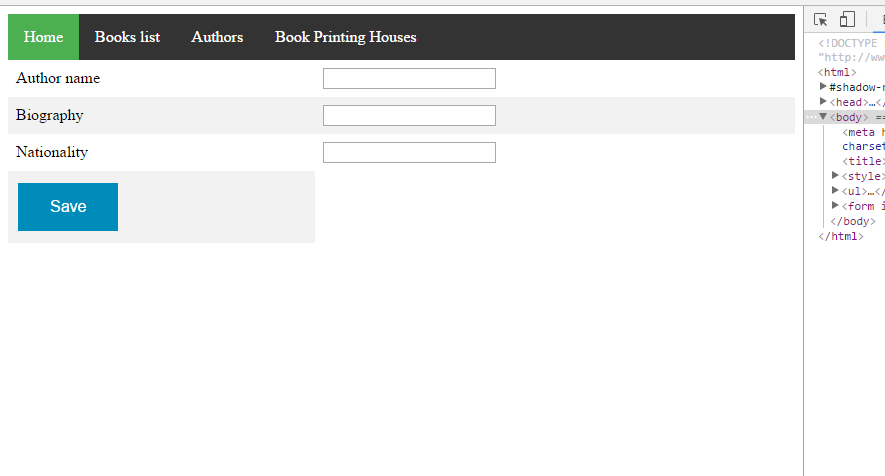 Home Books list Authors Book Printing Houses
Author name
Biography
Nationality
Save
<!DOCTYPE
"http://ww
<html>
#shadow-r
<head>…</
<body> ==
<meta h
charset
<title>
<style>
<ul>…</
<form i
</body>
</html>